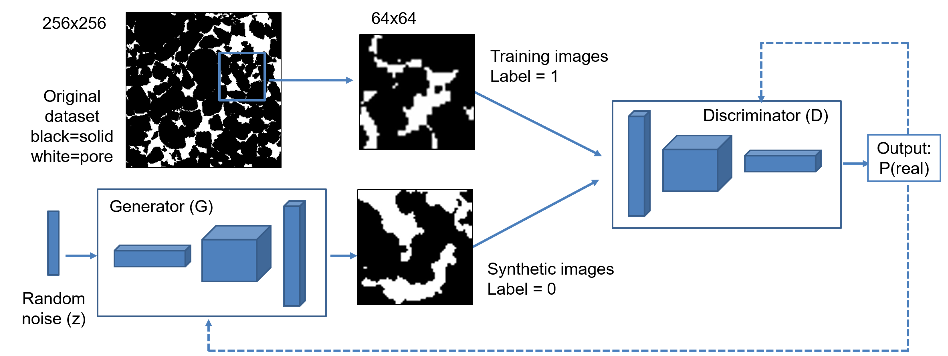 256x256
64x64
Original
dataset
black=solid
white=pore
Training images
Label = 1
Discriminator (D)
Output:
P(real)
Generator (G)
Random
noise (z)
Synthetic images
Label = 0